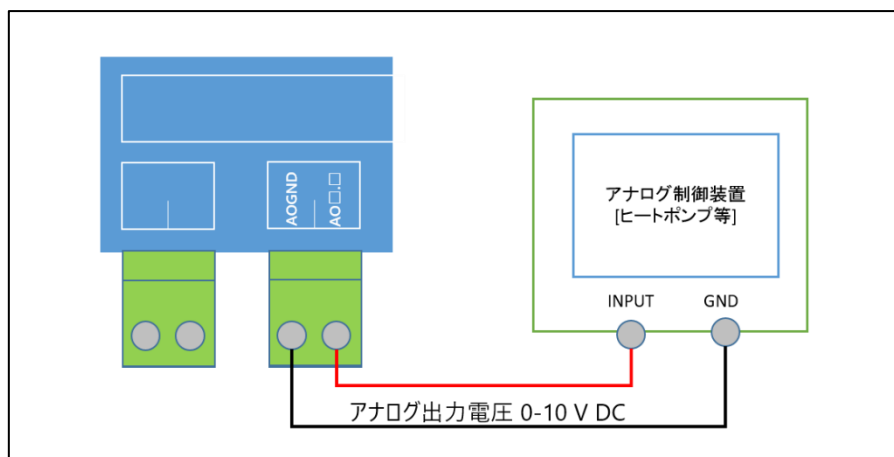 AOGND
AO□.□
アナログ制御装置
[ヒートポンプ等]
INPUT
GND
アナログ出力電圧 0-10 V DC